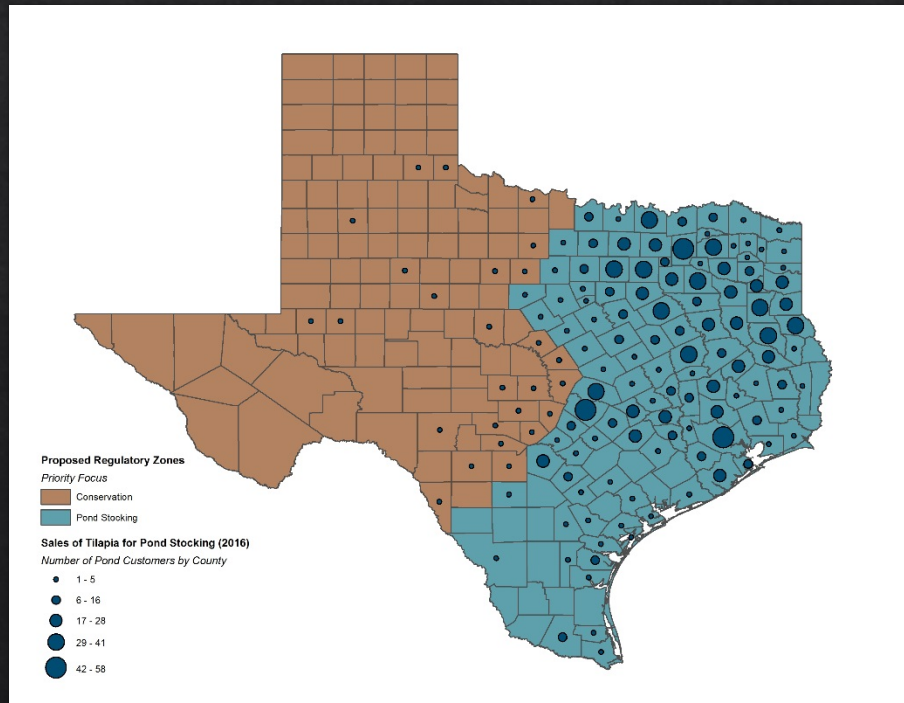 Proposed Regulatory Zones
Priority Focus
Conservation
Pond Stocking
Sales of Tilapia for Pond Stocking (2016)
Number of Pond Customers by County
1 - 5
6 - 16
17 - 28
29 - 41
42 - 58